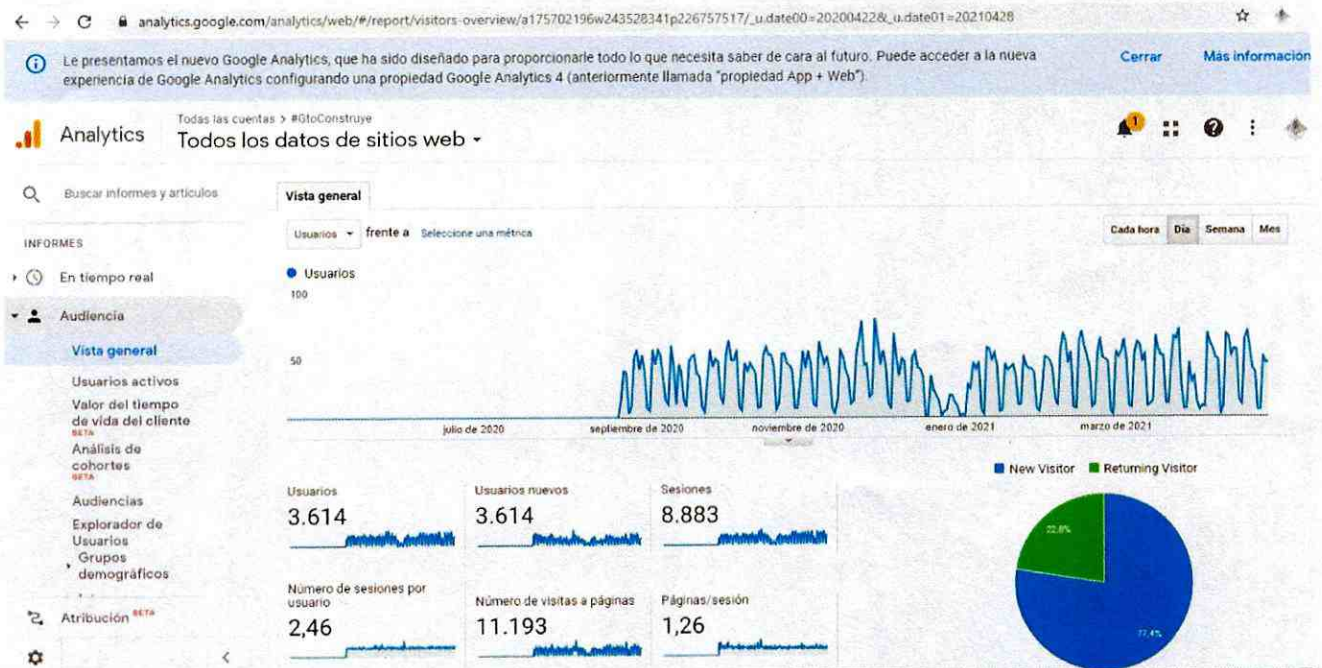 analytics.google.com/analytics/web/#/report/visitors-overview/a175702196w243528341p226757517/_u.date00=20200422&_u.date01=20210428
Le presentamos el nuevo Google Analytics, que ha sido diseñado para proporcionarle todo lo que necesita saber de cara al futuro. Puede acceder a la nueva
experiencia de Google Analytics configurando una propiedad Google Analytics 4 (anteriormente llamada "propiedad App + Web").
Cerrar
Más información
Analytics
Todas las cuentas > #GtoConstruye
Todos los datos de sitios web
1
Buscar informes y artículos
INFORMES
En tiempo real
Audiencia
Vista general
Usuarios activos
Valor del tiempo
de vida del cliente
BETA
Análisis de
cohortes
BETA
Audiencias
Explorador de
Usuarios
Grupos
demográficos
Atribución BETA
Vista general
Usuarios frente a Seleccione una métrica
Cada hora Día Semana Mes
Usuarios
100
50
julio de 2020 septiembre de 2020 noviembre de 2020 enero de 2021 marzo de 2021
New Visitor Returning Visitor
22,6%
77,4%
Usuarios
3.614
Usuarios nuevos
3.614
Sesiones
8.883
Número de sesiones por
usuario
2,46
Número de visitas a páginas
11.193
Páginas/sesión
1,26